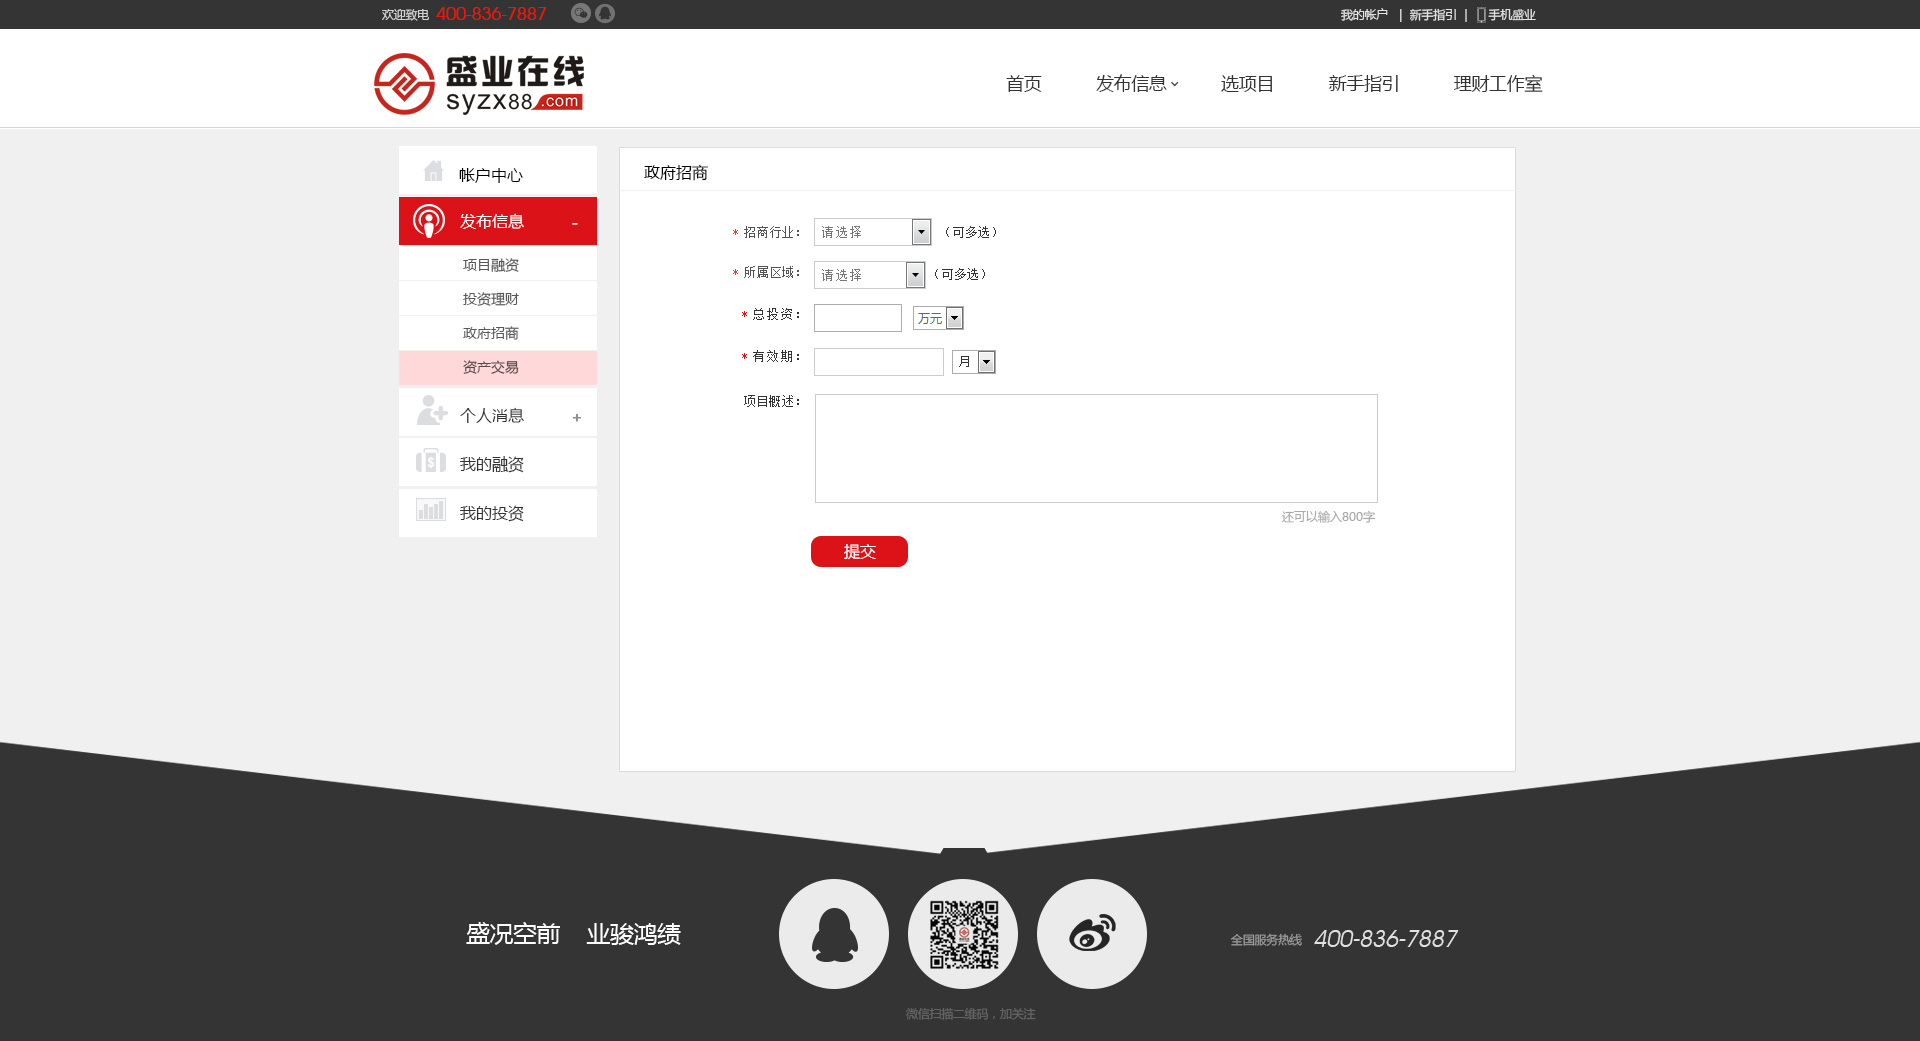 欢迎致电 400-836-7887
我的帐户 | 新手指引 | 手机盛业
盛业在线
syzx88.com
首页 发布信息 选项目 新手指引 理财工作室
帐户中心
发布信息 -
项目融资
投资理财
政府招商
资产交易
个人消息 +
我的融资
我的投资
政府招商
* 招商行业： 请选择 （可多选）
* 所属区域： 请选择 （可多选）
* 总投资： 万元
* 有效期： 月
项目概述：
还可以输入800字
提交
盛况空前 业骏鸿绩
全国服务热线 400-836-7887
微信扫描二维码，加关注